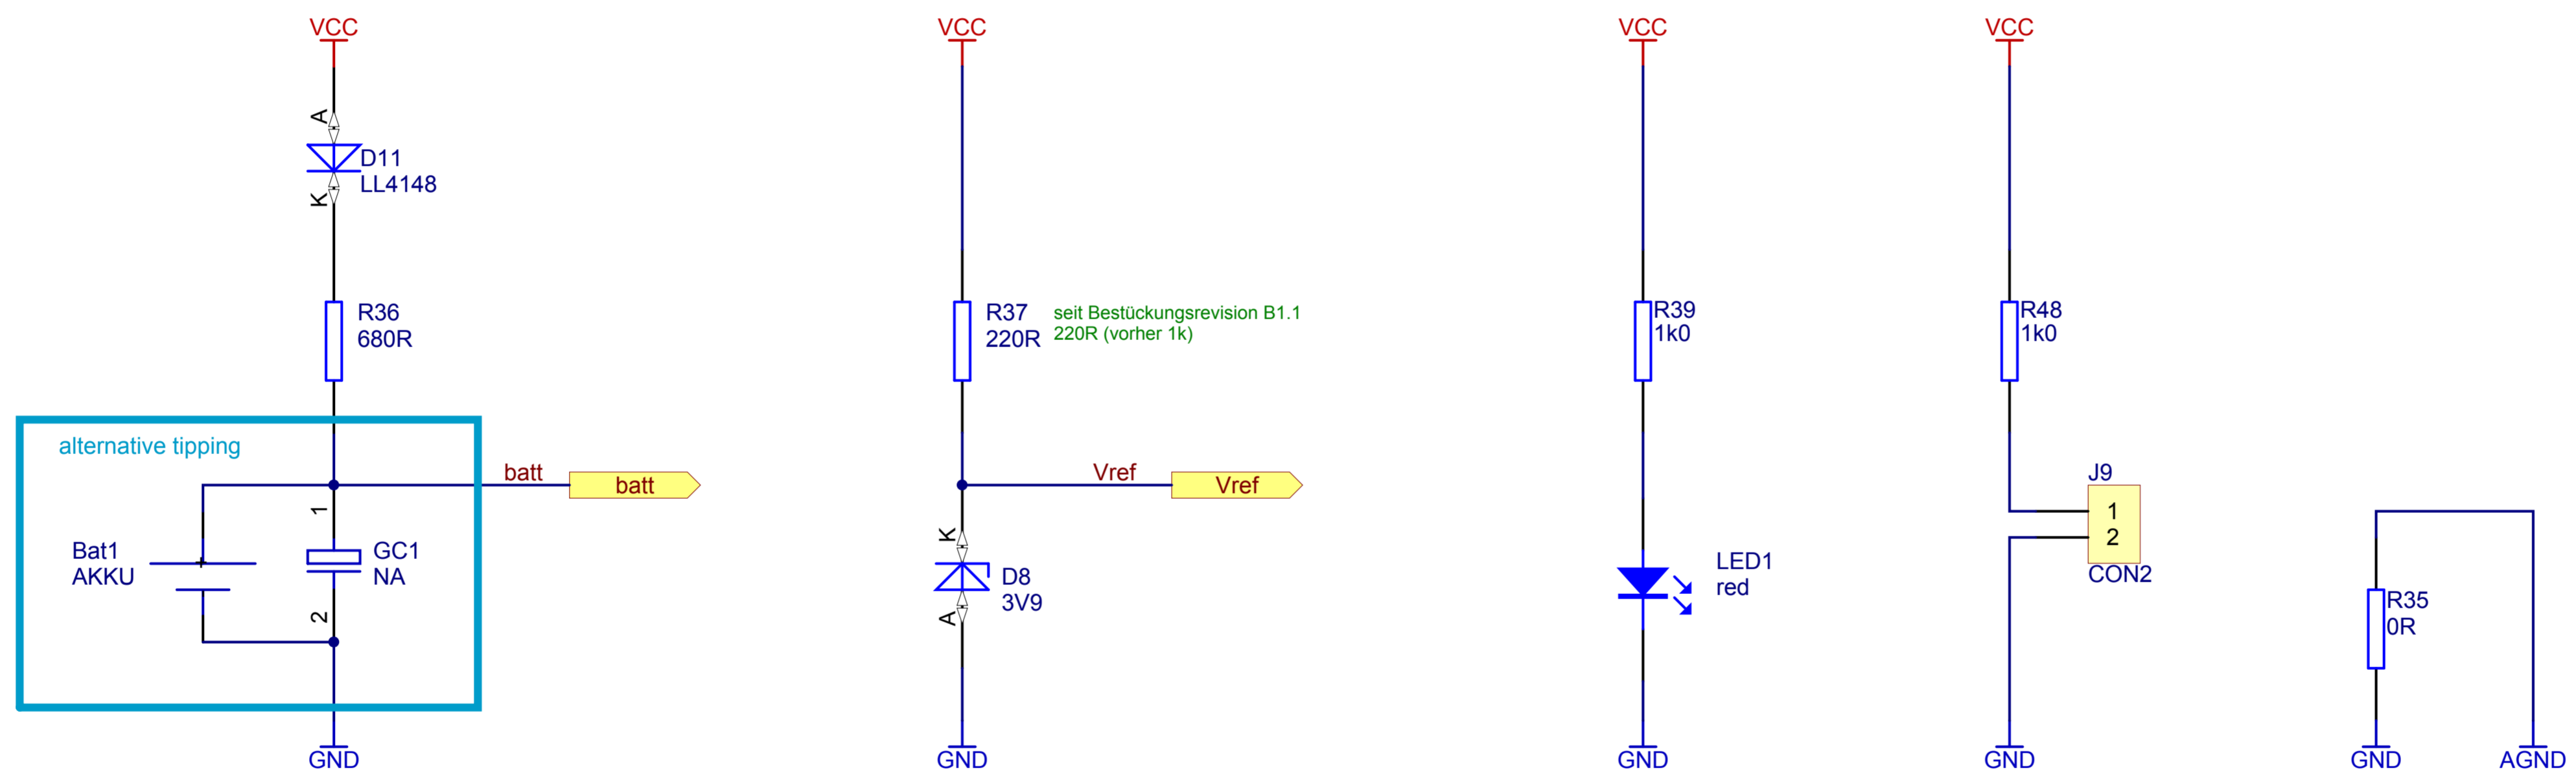 VCC
A
D11
LL4148
K
R36
680R
alternative tipping
batt
batt
1
Bat1
AKKU
+
GC1
NA
2
GND
VCC
R37
220R
seit Bestückungsrevision B1.1
220R (vorher 1k)
Vref
Vref
K
D8
3V9
A
GND
VCC
R39
1k0
LED1
red
GND
VCC
R48
1k0
J9
1
2
CON2
GND
R35
0R
GND
AGND